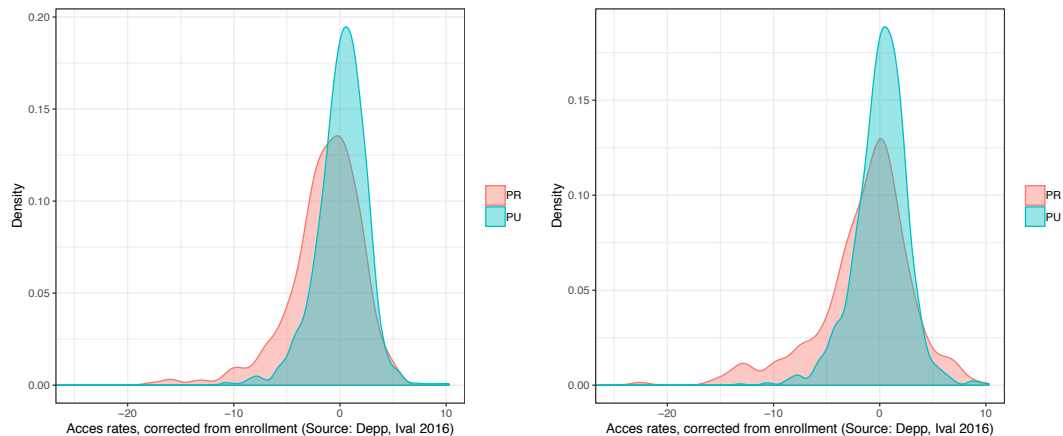 0.20
0.15
0.10
0.05
0.00
Density
−20
−10
0
10
Acces rates, corrected from enrollment (Source: Depp, Ival 2016)
PR
PU
0.15
0.10
0.05
0.00
Density
−20
−10
0
10
Acces rates, corrected from enrollment (Source: Depp, Ival 2016)
PR
PU